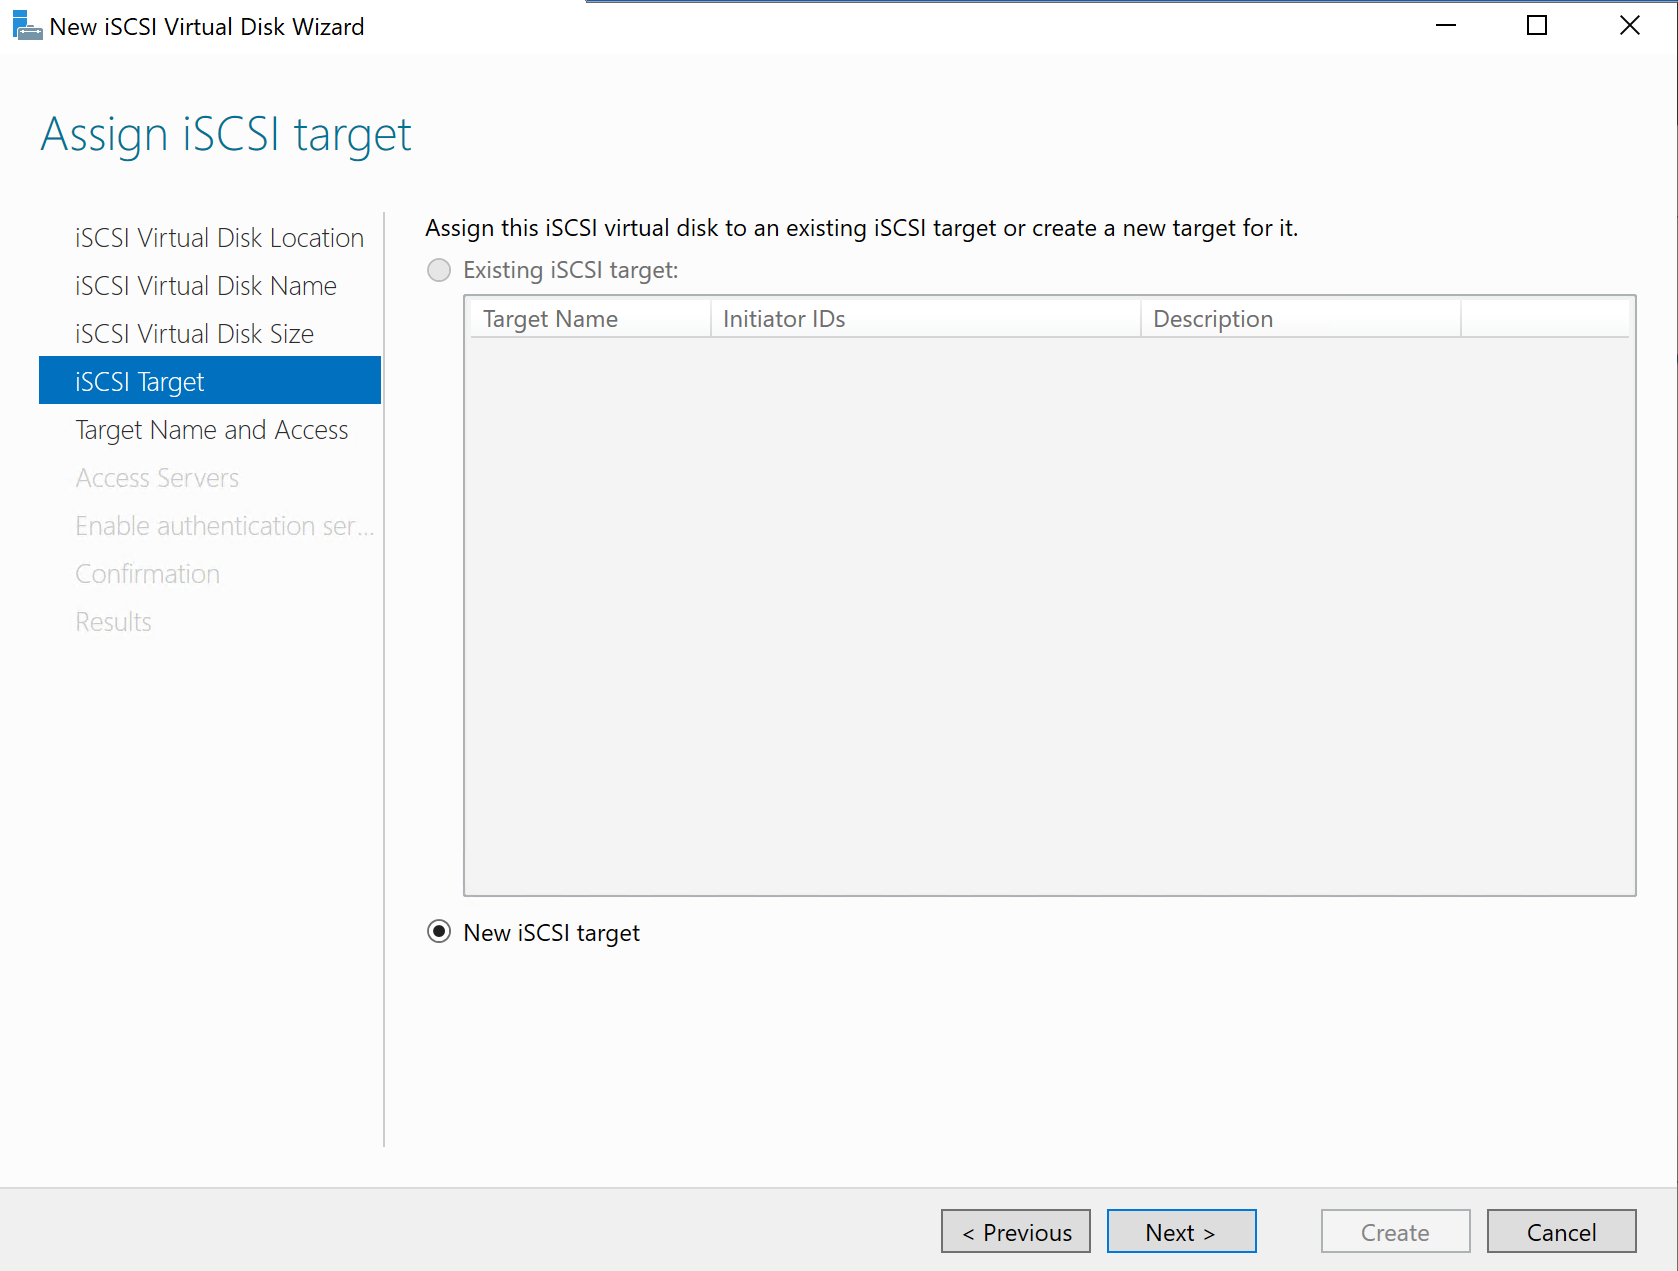 New iSCSI Virtual Disk Wizard
Assign iSCSI target
iSCSI Virtual Disk Location
iSCSI Virtual Disk Name
iSCSI Virtual Disk Size
iSCSI Target
Target Name and Access
Access Servers
Enable authentication ser...
Confirmation
Results
Assign this iSCSI virtual disk to an existing iSCSI target or create a new target for it.
Existing iSCSI target:
Target Name Initiator IDs Description
New iSCSI target
< Previous Next > Create Cancel